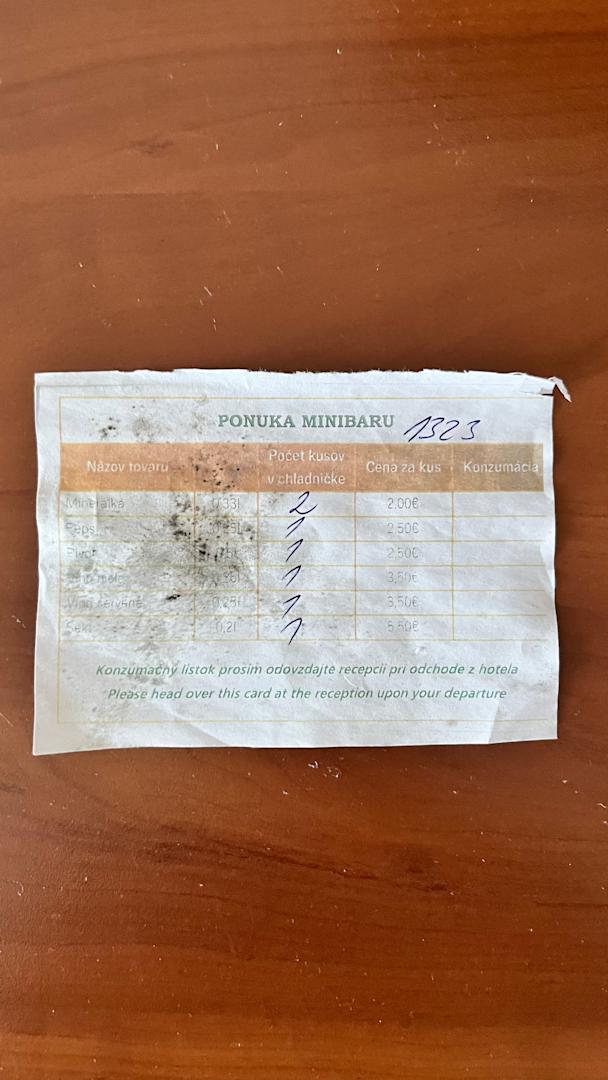 PONUKA MINIBARU 1323
Názov tovaru Počet kusov v chladničke Cena za kus Konzumácia
Minerálka 0,33l 2 2,00€
Pepsi 1 2,50€
Pivo 1 2,50€
1 3,50€
Víno červené 0,25l 1 3,50€
Sekt 0,2l 1 5,50€
Konzumačný lístok prosím odovzdajte recepcii pri odchode z hotela
Please head over this card at the reception upon your departure